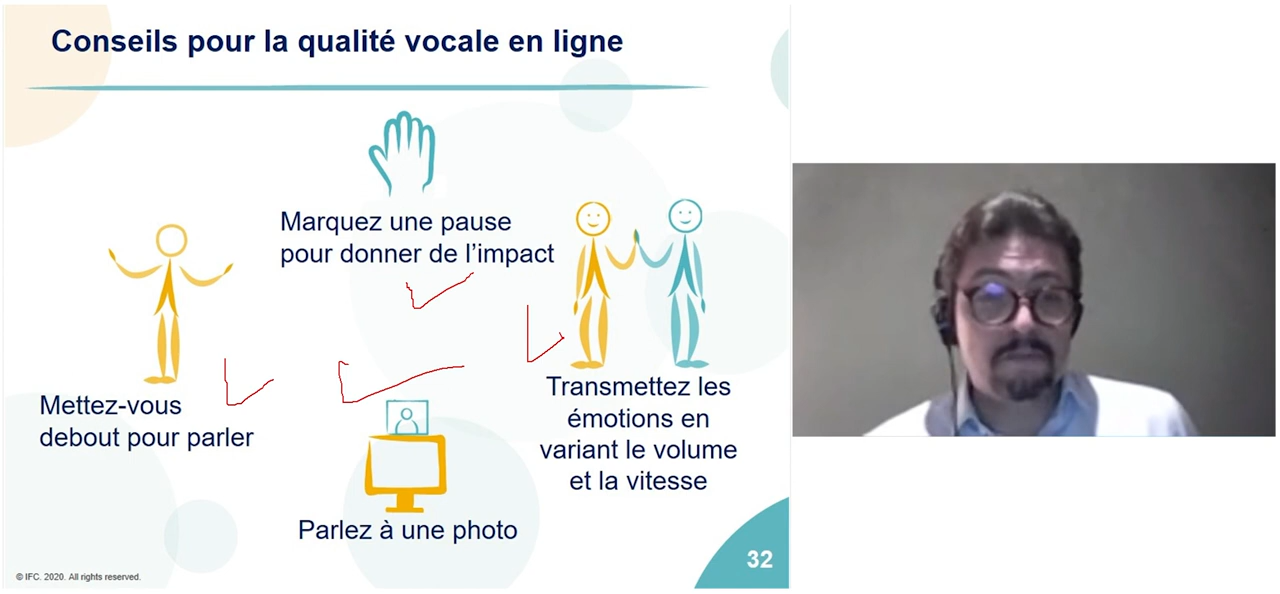 Conseils pour la qualité vocale en ligne
Marquez une pause
pour donner de l’impact
Mettez-vous
debout pour parler
Transmettez les
émotions en
variant le volume
et la vitesse
Parlez à une photo
32
© IFC. 2020. All rights reserved.